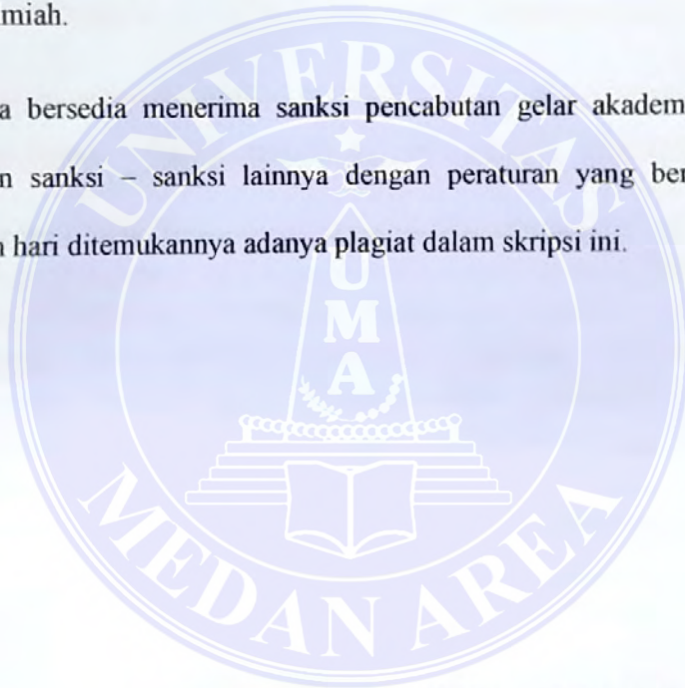 miah.
a bersedia menerima sanksi pencabutan gelar akadem
n sanksi – sanksi lainnya dengan peraturan yang ber
hari ditemukannya adanya plagiat dalam skripsi ini.
UNIVERSITAS
U
M
A
MEDAN AREA